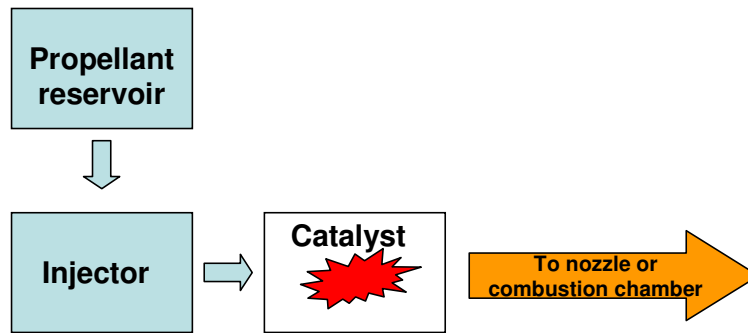 Propellant
reservoir
Injector
Catalyst
To nozzle or
combustion chamber